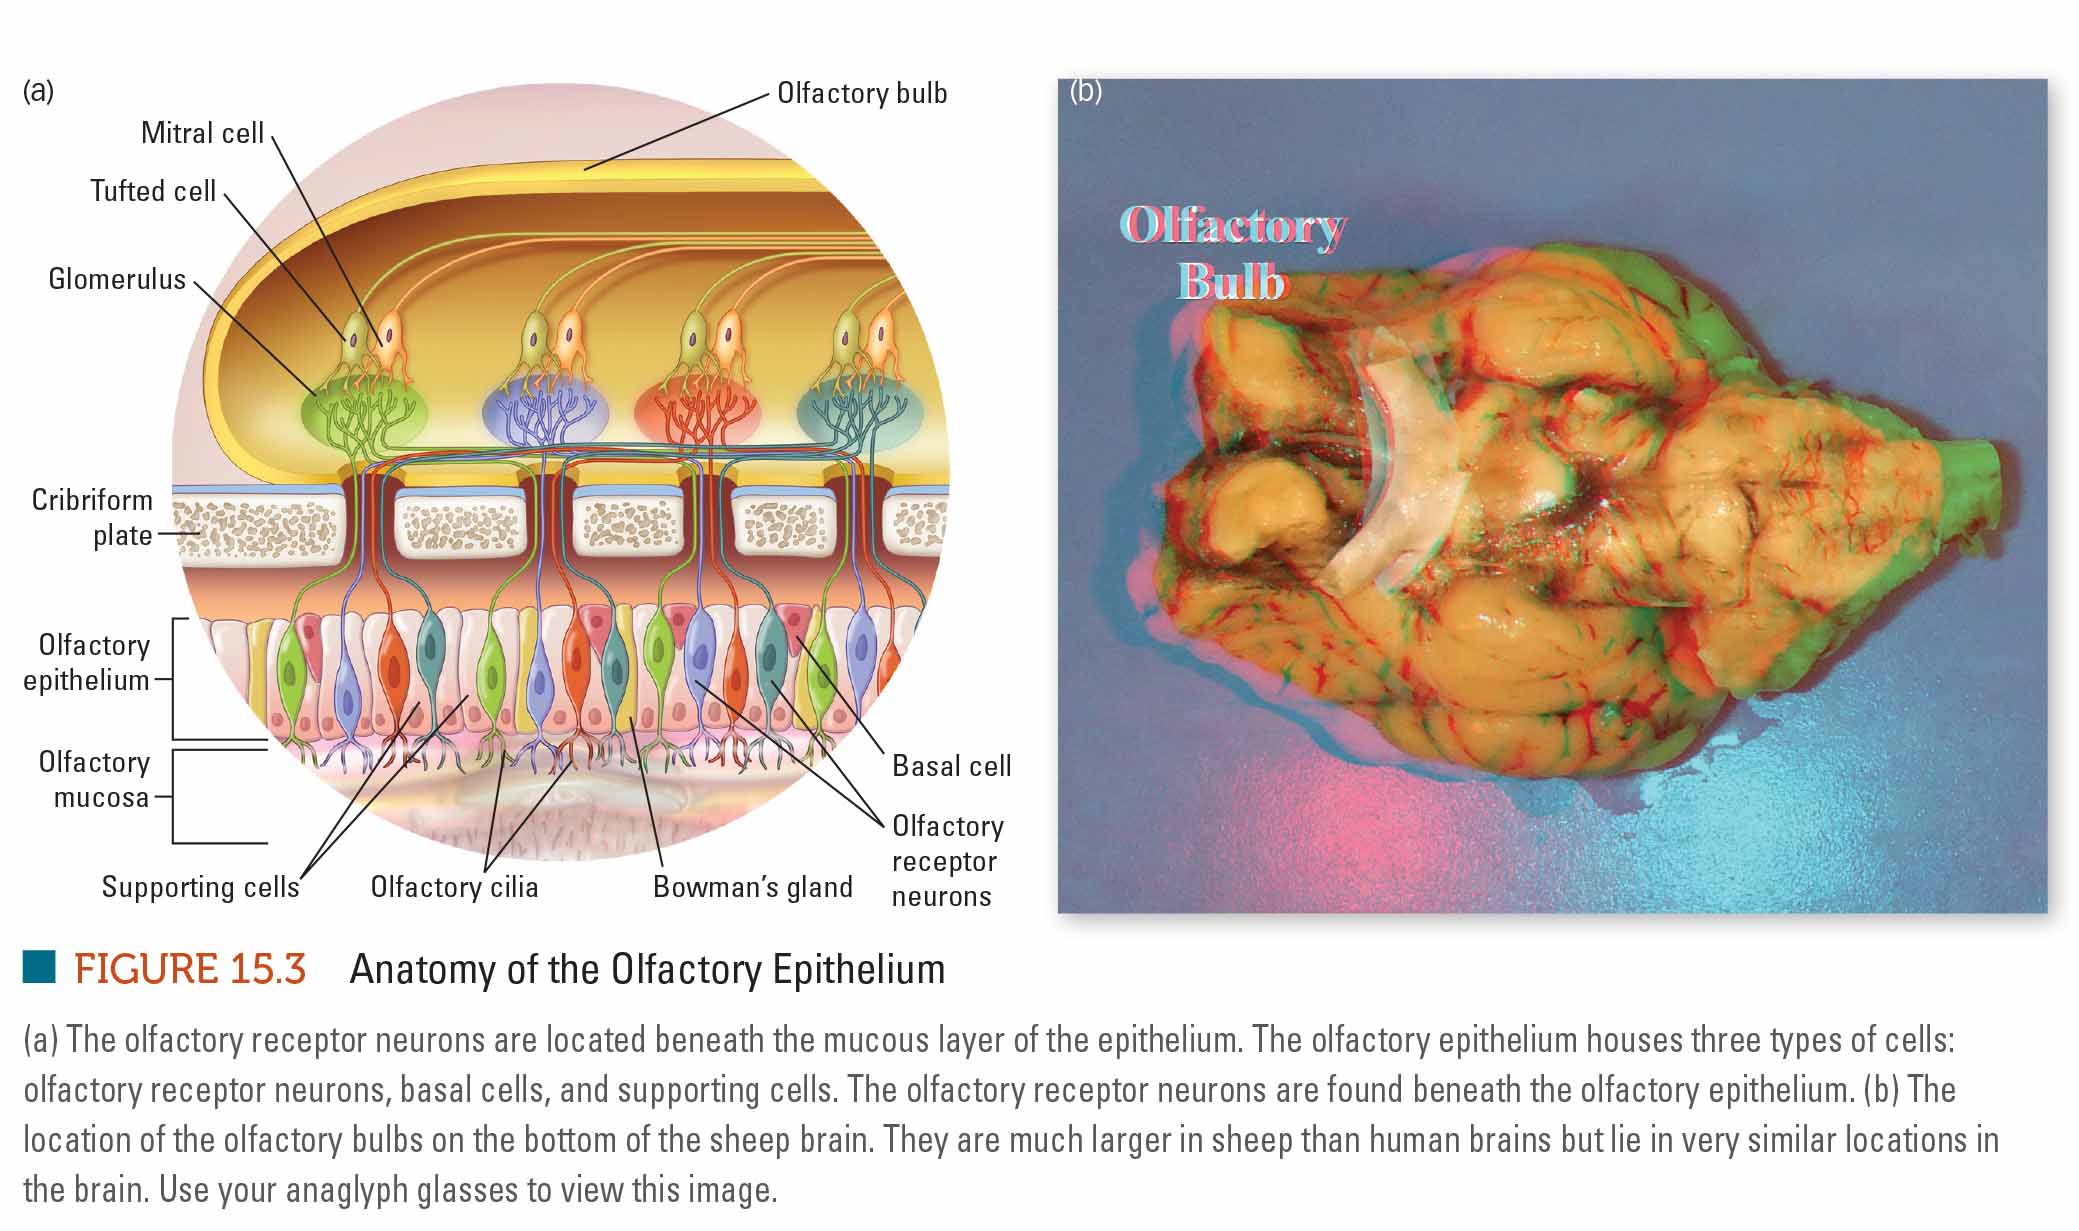 (a)
Olfactory bulb
Mitral cell
Tufted cell
Glomerulus
Cribriform
plate
Olfactory
epithelium
Olfactory
mucosa
Supporting cells
Olfactory cilia
Bowman's gland
Basal cell
Olfactory
receptor
neurons
(b)
Olfactory
Bulb
FIGURE 15.3 Anatomy of the Olfactory Epithelium
(a) The olfactory receptor neurons are located beneath the mucous layer of the epithelium. The olfactory epithelium houses three types of cells:
olfactory receptor neurons, basal cells, and supporting cells. The olfactory receptor neurons are found beneath the olfactory epithelium. (b) The
location of the olfactory bulbs on the bottom of the sheep brain. They are much larger in sheep than human brains but lie in very similar locations in
the brain. Use your anaglyph glasses to view this image.